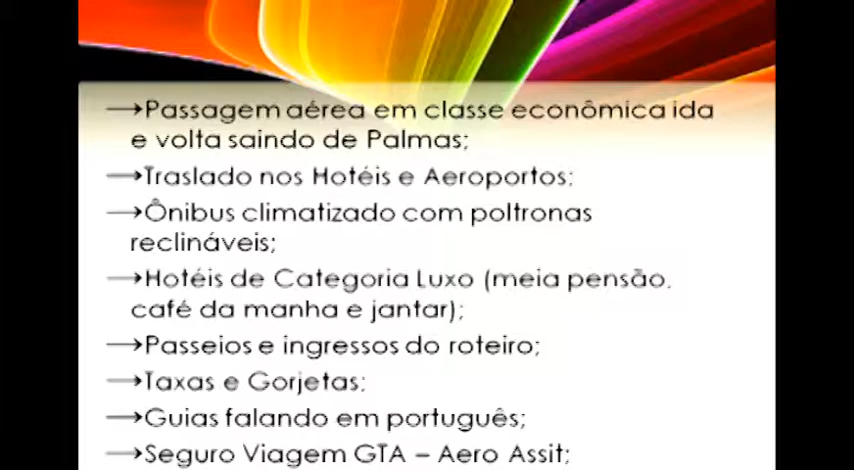 →Passagem aérea em classe econômica ida
e volta saindo de Palmas;
→Traslado nos Hotéis e Aeroportos;
→Ônibus climatizado com poltronas
reclináveis;
→Hotéis de Categoria Luxo (meia pensão,
café da manha e jantar);
→Passeios e ingressos do roteiro;
→Taxas e Gorjetas;
→Guias falando em português;
→Seguro Viagem GTA – Aero Assit;